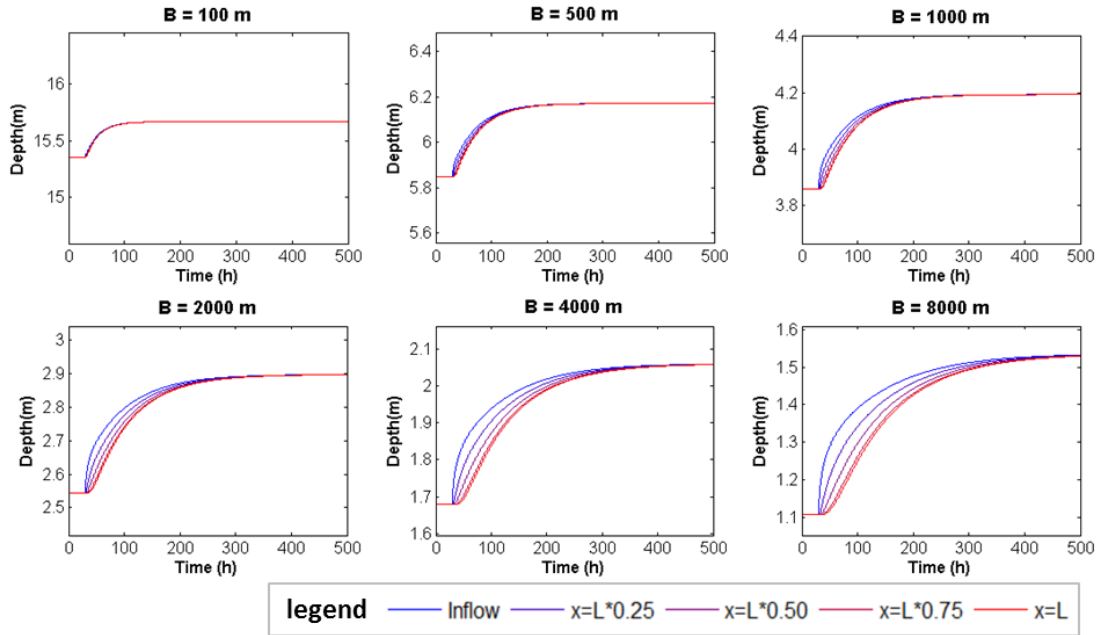 B = 100 m
B = 500 m
B = 1000 m
16
15.5
15
Depth(m)
0 100 200 300 400 500
Time (h)
6.4
6.2
6
5.8
5.6
Depth(m)
0 100 200 300 400 500
Time (h)
4.4
4.2
4
3.8
Depth(m)
0 100 200 300 400 500
Time (h)
B = 2000 m
B = 4000 m
B = 8000 m
3
2.9
2.8
2.7
2.6
2.5
Depth(m)
0 100 200 300 400 500
Time (h)
2.1
2
1.9
1.8
1.7
1.6
Depth(m)
0 100 200 300 400 500
Time (h)
1.6
1.5
1.4
1.3
1.2
1.1
Depth(m)
0 100 200 300 400 500
Time (h)
legend Inflow x=L*0.25 x=L*0.50 x=L*0.75 x=L